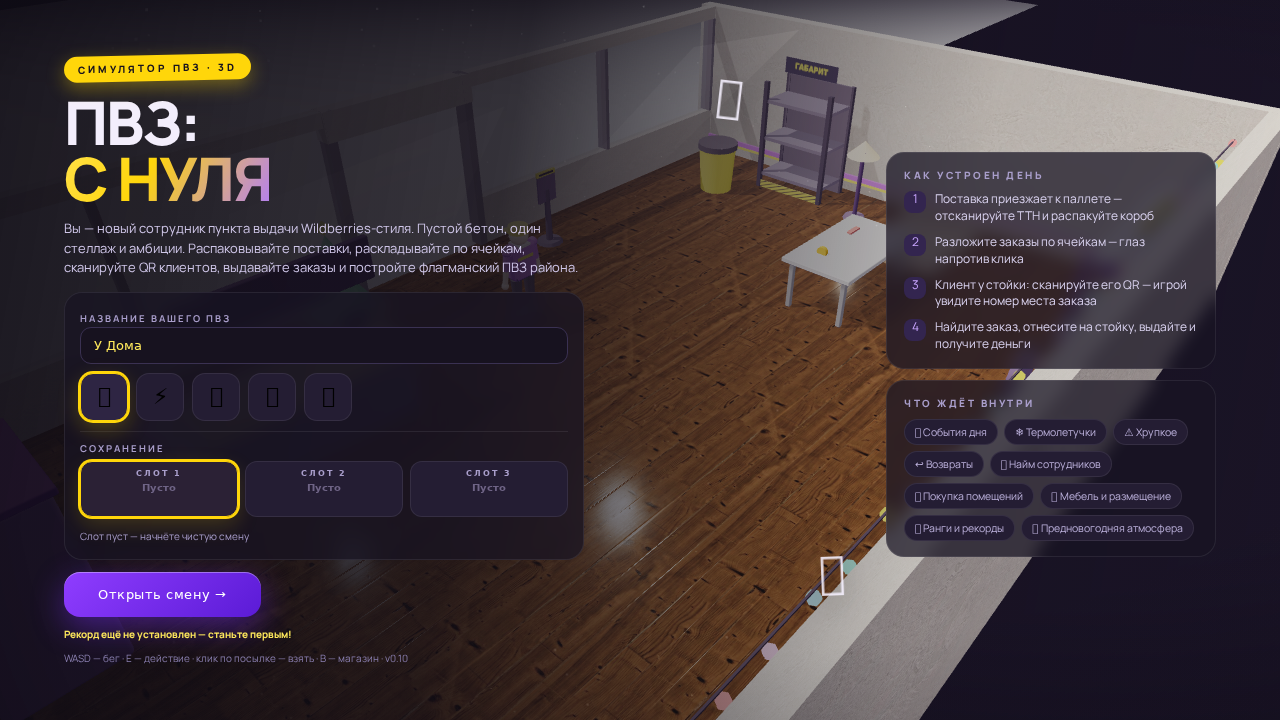 СИМУЛЯТОР ПВЗ · 3D
ПВЗ:
С НУЛЯ
Вы — новый сотрудник пункта выдачи Wildberries-стиля. Пустой бетон, один
стеллаж и амбиции. Распаковывайте поставки, раскладывайте по ячейкам,
сканируйте QR клиентов, выдавайте заказы и постройте флагманский ПВЗ района.
НАЗВАНИЕ ВАШЕГО ПВЗ
У Дома
⚡
СОХРАНЕНИЕ
СЛОТ 1
Пусто
СЛОТ 2
Пусто
СЛОТ 3
Пусто
Слот пуст — начнёте чистую смену
Открыть смену →
Рекорд ещё не установлен — станьте первым!
WASD — бег · E — действие · клик по посылке — взять · B — магазин · v0.10
ГАБАРИТ
КАК УСТРОЕН ДЕНЬ
1 Поставка приезжает к паллете —
отсканируйте ТТН и распакуйте короб
2 Разложите заказы по ячейкам — глаз
напротив клика
3 Клиент у стойки: сканируйте его QR — игрой
увидите номер места заказа
4 Найдите заказ, отнесите на стойку, выдайте и
получите деньги
ЧТО ЖДЁТ ВНУТРИ
События дня
❄ Термолетучки
⚠ Хрупкое
↩ Возвраты
Найм сотрудников
Покупка помещений
Мебель и размещение
Ранги и рекорды
Предновогодняя атмосфера